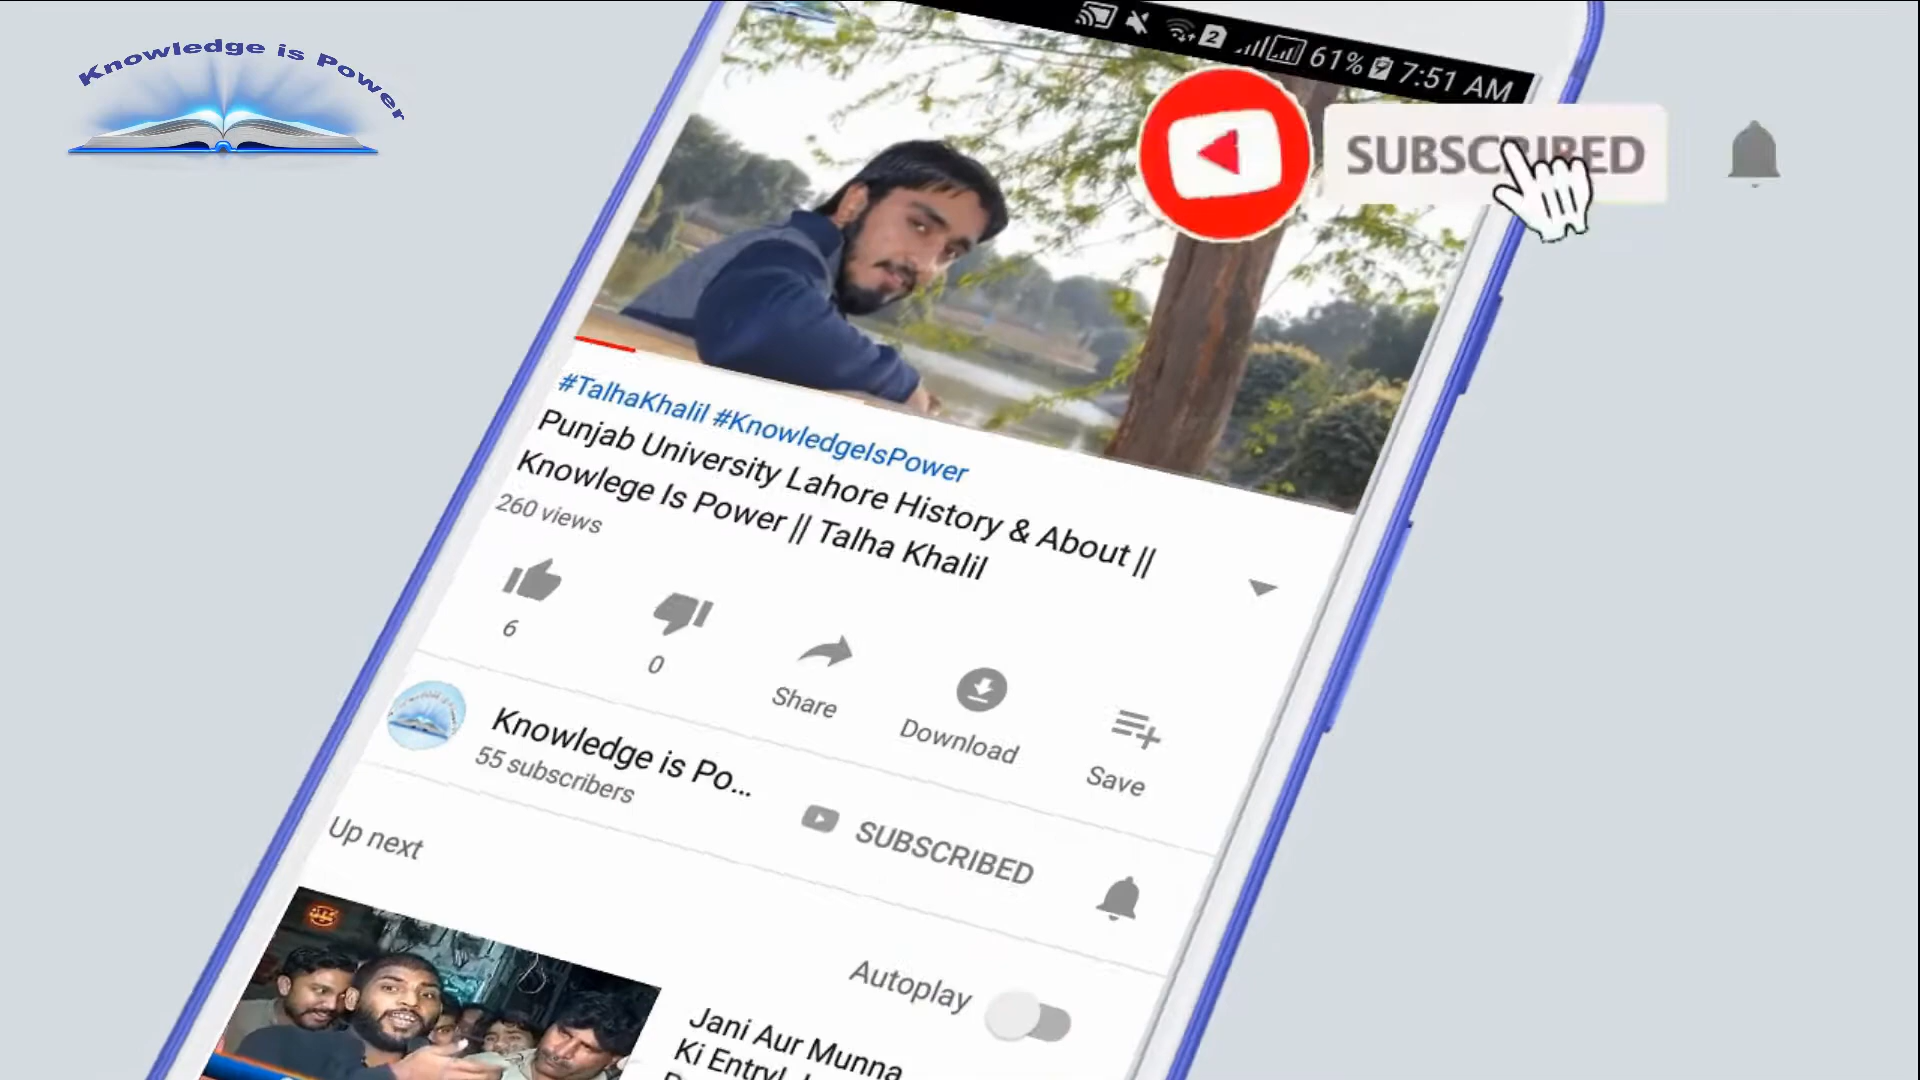 Knowledge is Power
61% 7:51 AM
2
SUBSCRIBED
#TalhaKhalil #KnowledgeIsPower
Punjab University Lahore History & About ||
Knowlege Is Power || Talha Khalil
260 views
6
0
Share
Download
Save
Knowledge is Po...
55 subscribers
SUBSCRIBED
Up next
Autoplay
Jani Aur Munna